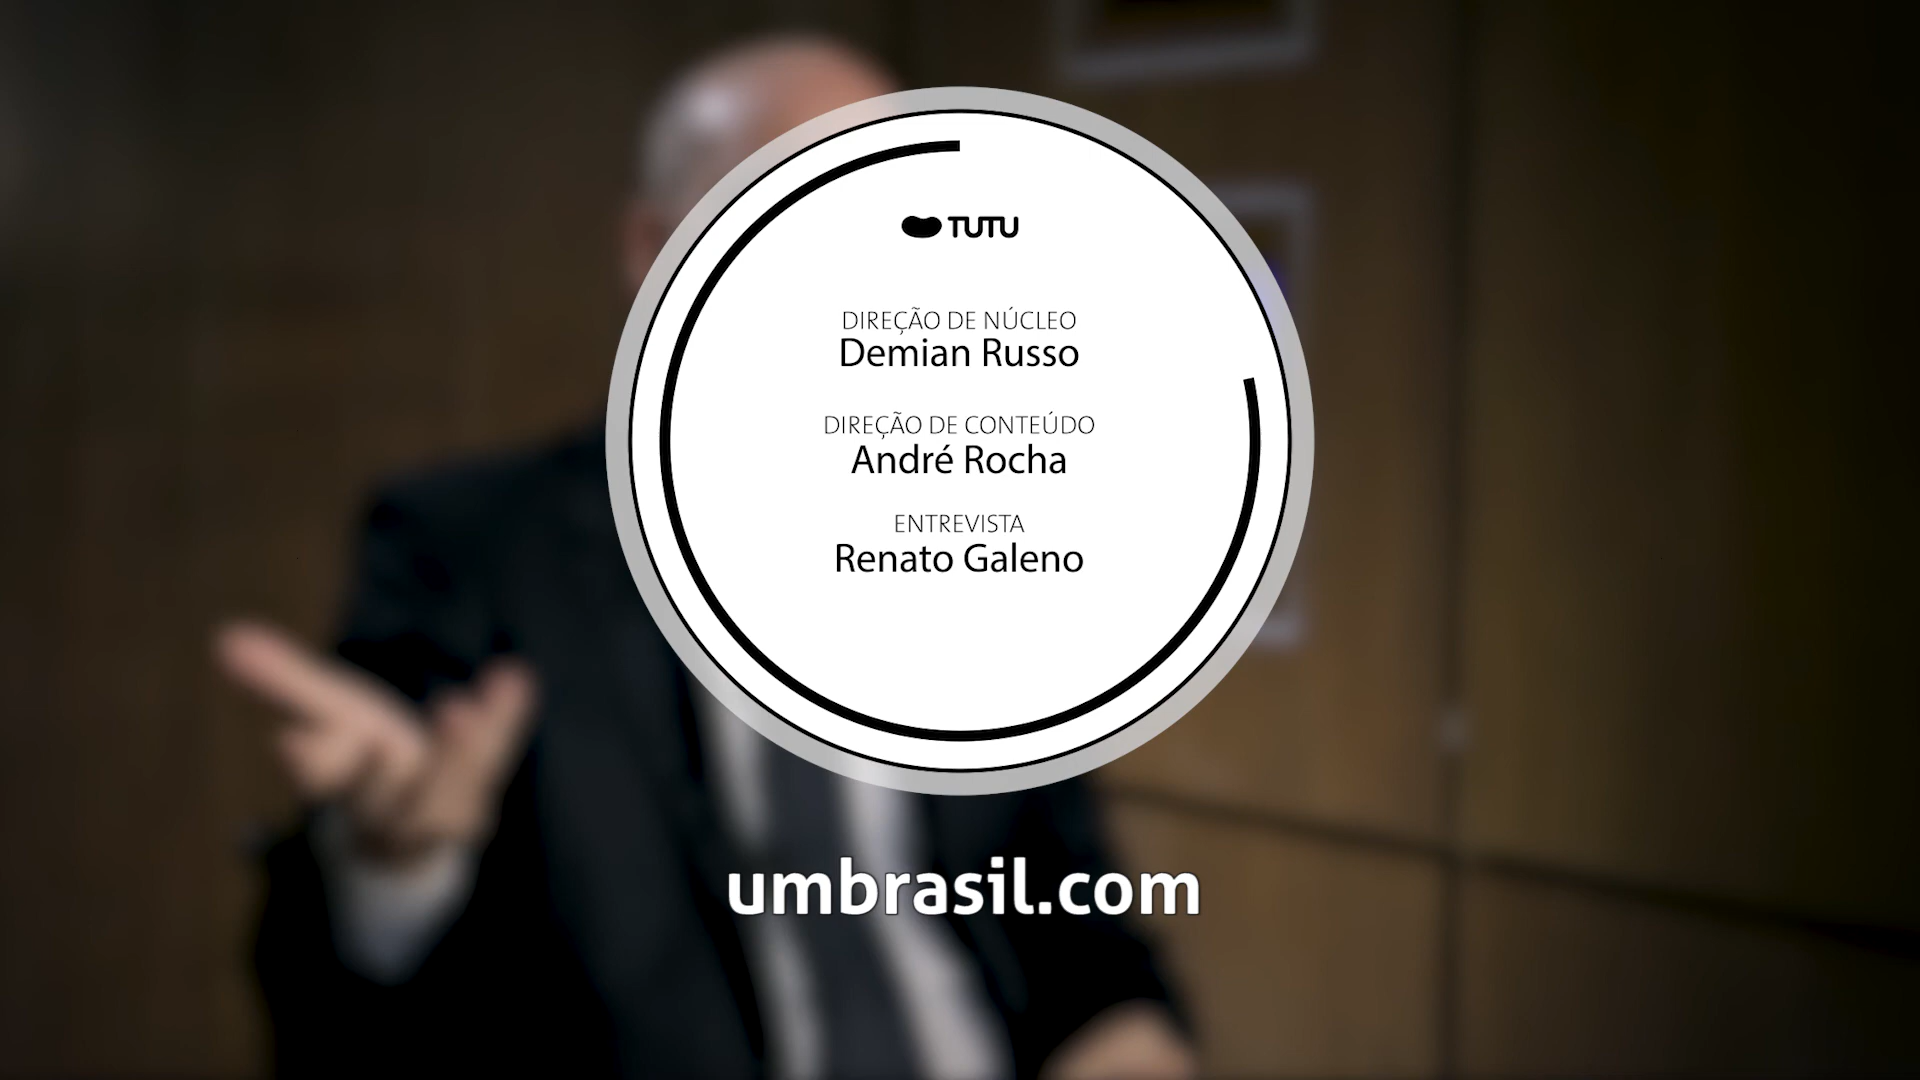 TUTU
DIREÇÃO DE NÚCLEO
Demian Russo
DIREÇÃO DE CONTEÚDO
André Rocha
ENTREVISTA
Renato Galeno
umbrasil.com